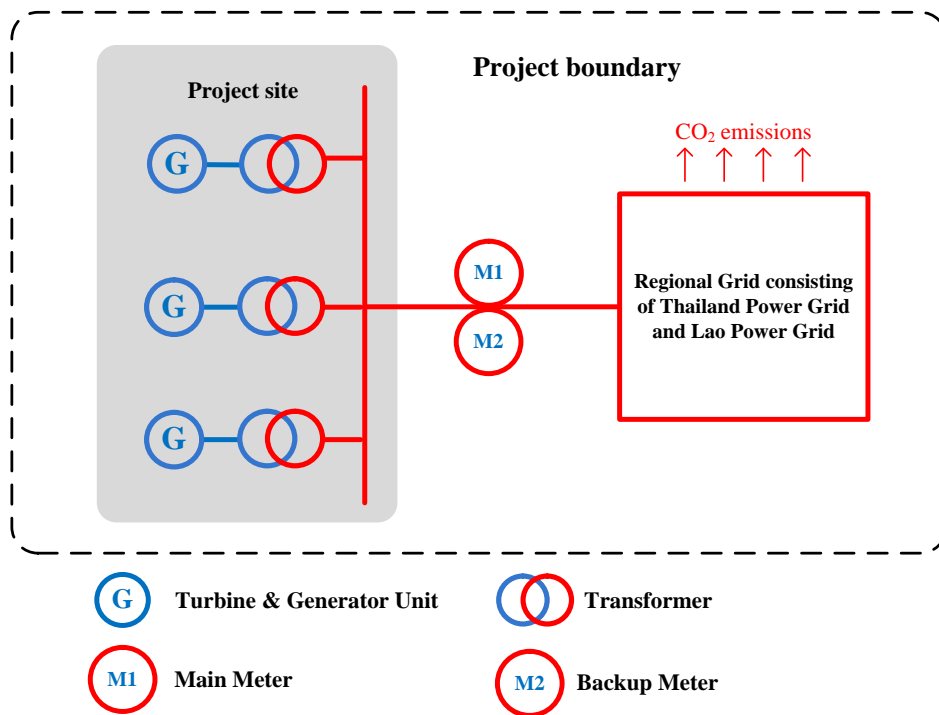 Project boundary
Project site
CO₂ emissions
G
G
G
M1
M2
Regional Grid consisting
of Thailand Power Grid
and Lao Power Grid
G Turbine & Generator Unit
Transformer
M1 Main Meter
M2 Backup Meter